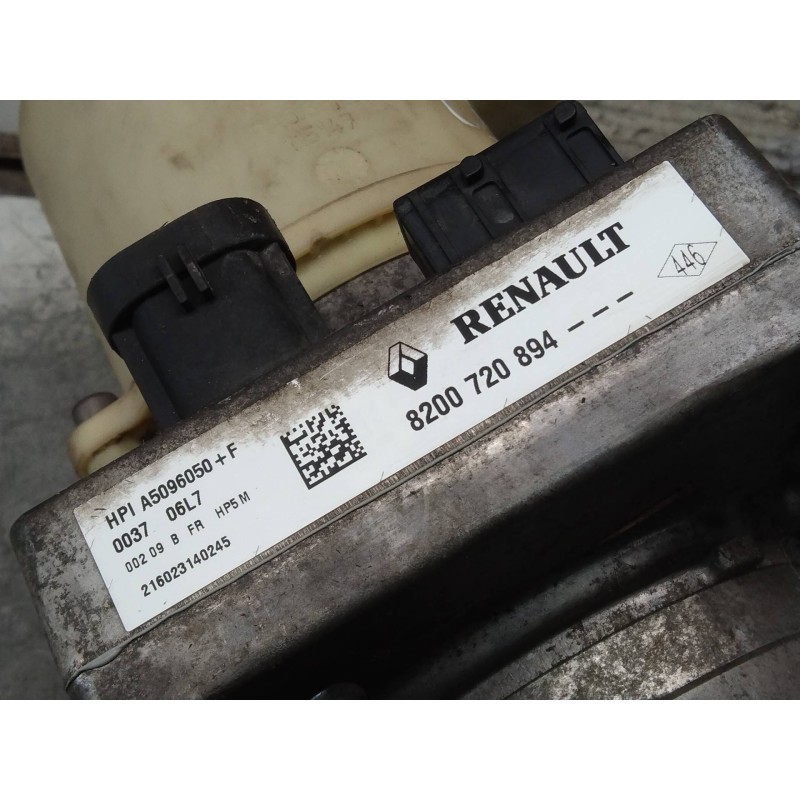 RENAULT
446
8200 720 894 ---
HPI A5096050+F
0037 06L7
002 09 B FR HP5M
216023140245